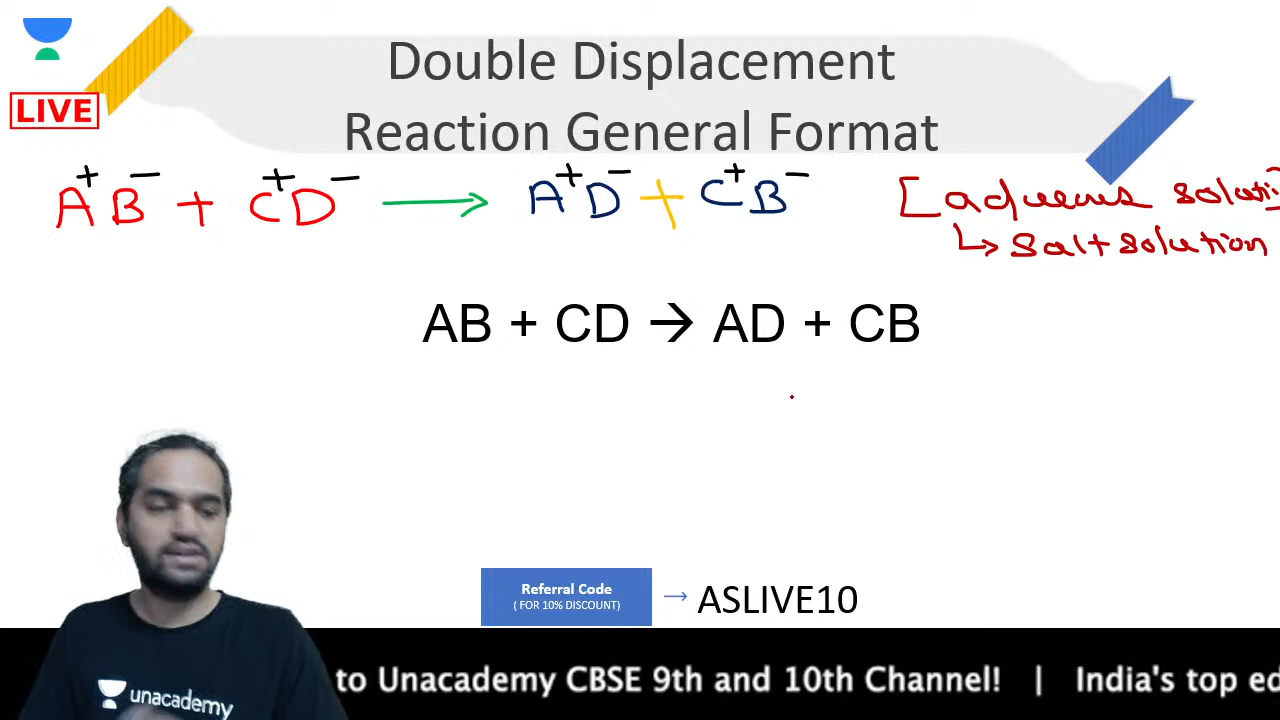 Double Displacement
Reaction General Format
LIVE
A⁺B⁻ + C⁺D⁻ → A⁺D⁻ + C⁺B⁻
[aqueous soluti]
↳ Salt solution
AB + CD → AD + CB
Referral Code
( FOR 10% DISCOUNT)
→ ASLIVE10
unacademy
to Unacademy CBSE 9th and 10th Channel! | India's top ed